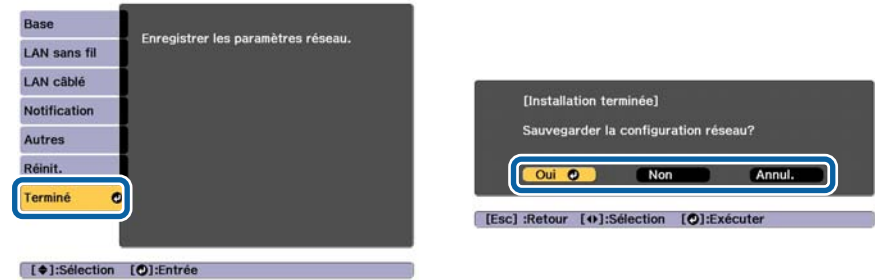 Base
LAN sans fil
LAN câblé
Notification
Autres
Réinit.
Terminé
Enregistrer les paramètres réseau.
[◆]:Sélection [⏎]:Entrée
[Installation terminée]
Sauvegarder la configuration réseau?
Oui Non Annul.
[Esc] :Retour [◀▶]:Sélection [⏎]:Exécuter